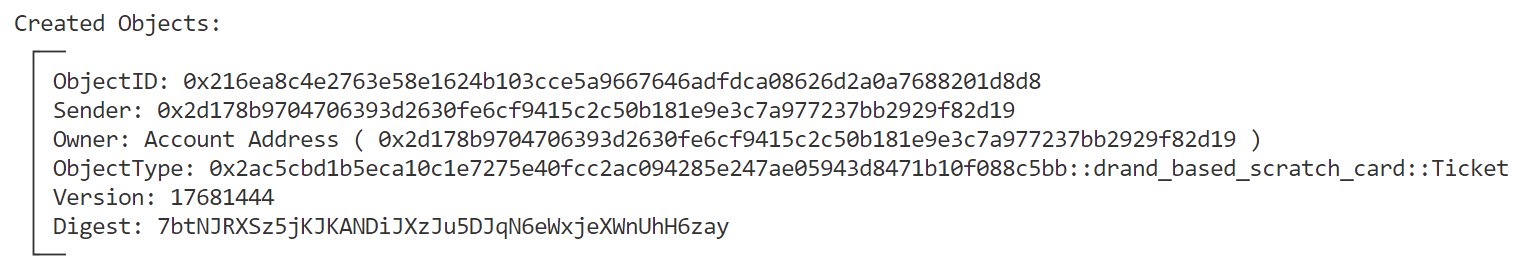 Created Objects:
ObjectID: 0x216ea8c4e2763e58e1624b103cce5a9667646adfdca08626d2a0a7688201d8d8
Sender: 0x2d178b9704706393d2630fe6cf9415c2c50b181e9e3c7a977237bb2929f82d19
Owner: Account Address ( 0x2d178b9704706393d2630fe6cf9415c2c50b181e9e3c7a977237bb2929f82d19 )
ObjectType: 0x2ac5cbd1b5eca10c1e7275e40fcc2ac094285e247ae05943d8471b10f088c5bb::drand_based_scratch_card::Ticket
Version: 17681444
Digest: 7btNJRXSz5jKJKANDiJXzJu5DJqN6eWxjeXWnUhH6zay